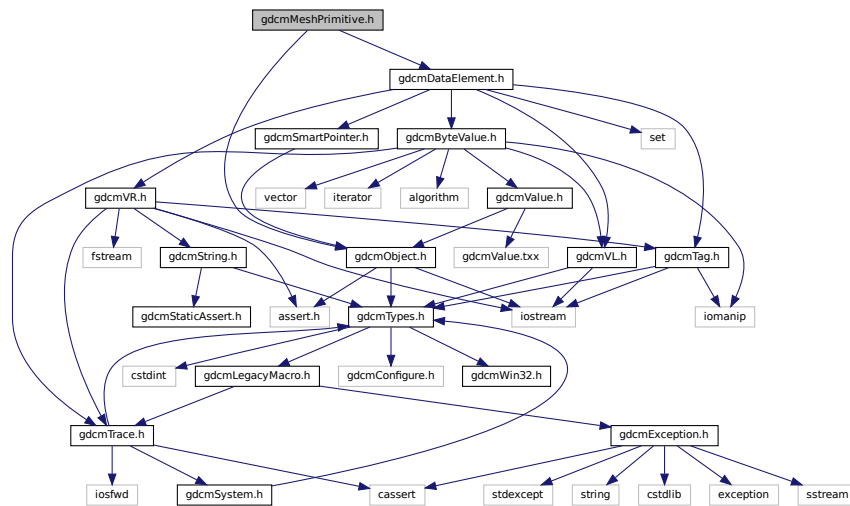 gdcmMeshPrimitive.h
gdcmDataElement.h
gdcmSmartPointer.h
gdcmByteValue.h
set
gdcmVR.h
vector
iterator
algorithm
gdcmValue.h
fstream
gdcmString.h
gdcmObject.h
gdcmValue.txx
gdcmVL.h
gdcmTag.h
gdcmStaticAssert.h
assert.h
gdcmTypes.h
iostream
iomanip
cstdint
gdcmLegacyMacro.h
gdcmConfigure.h
gdcmWin32.h
gdcmTrace.h
gdcmException.h
iosfwd
gdcmSystem.h
cassert
stdexcept
string
cstdlib
exception
sstream